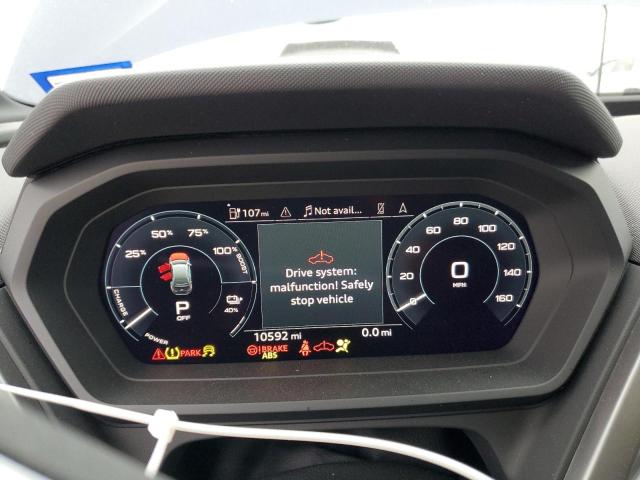 107mi Not avail...
50% 75%
25% 100%
BOOST
CHARGE
POWER
P
OFF
40%
Drive system:
malfunction! Safely
stop vehicle
10592 mi 0.0 mi
0 20 40 60 80 100 120 140 160
0
MPH
PARK BRAKE
ABS